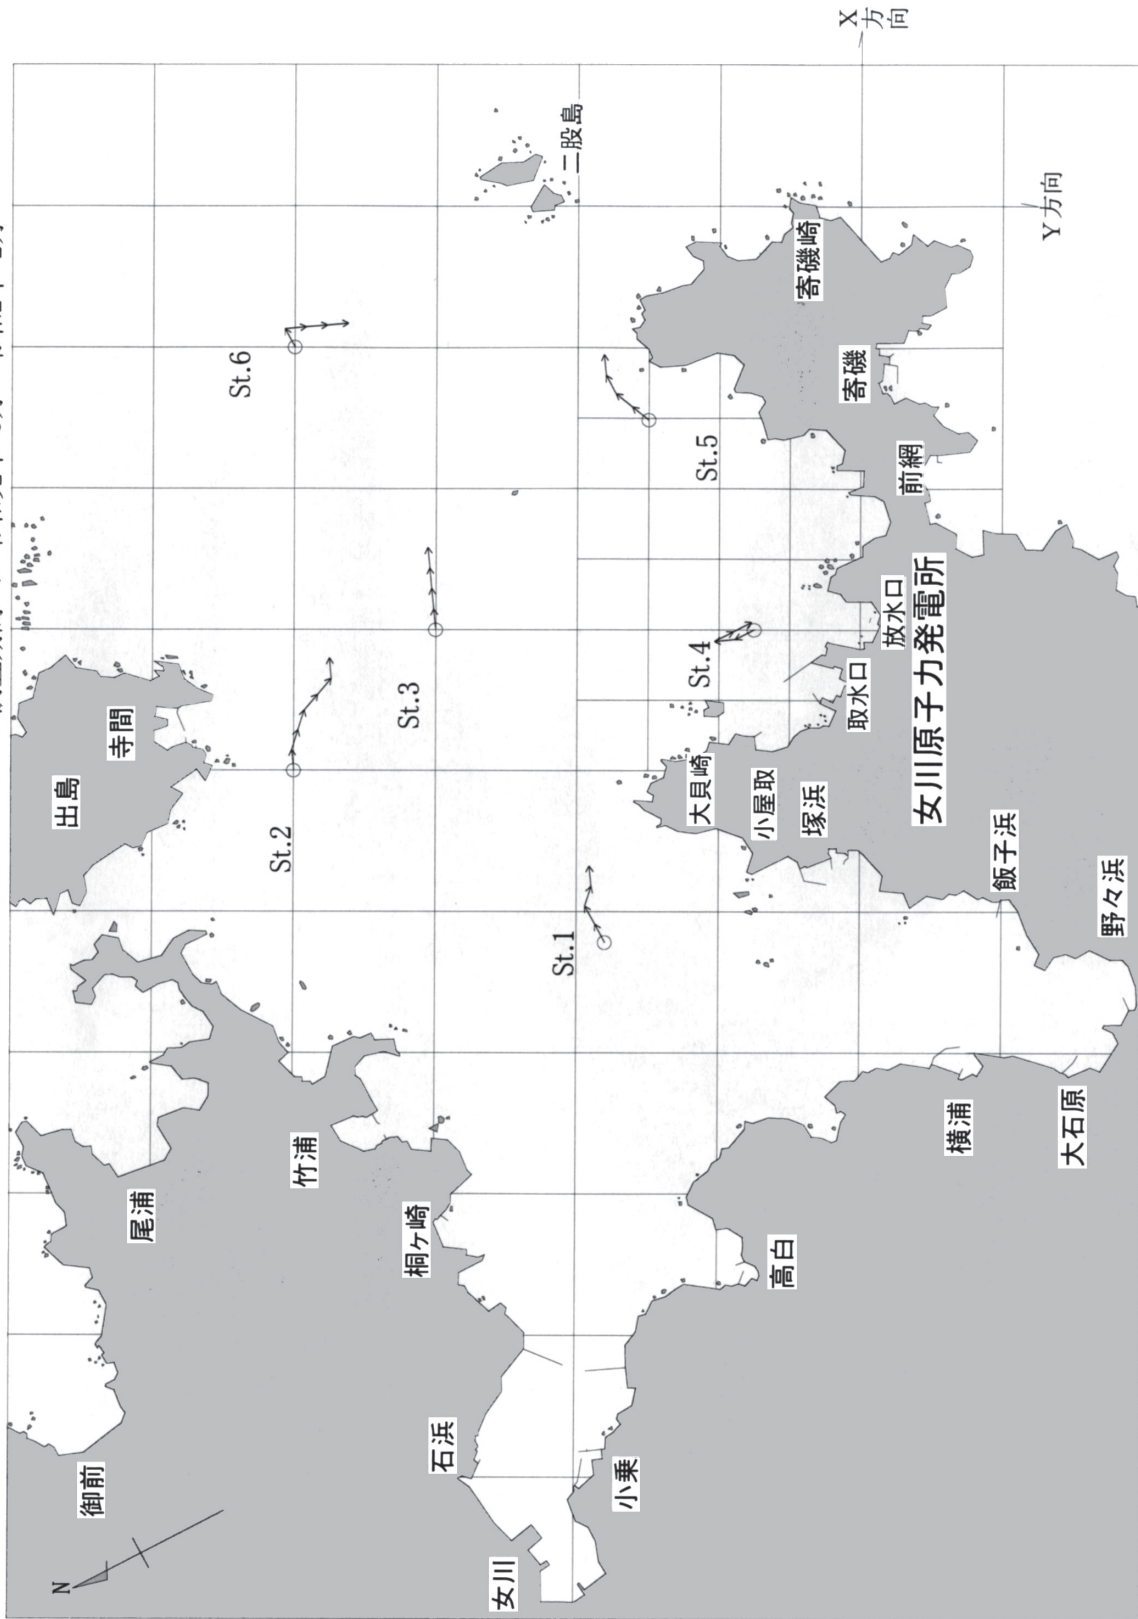 X方向
二股島
Y方向
St.6
寄磯崎
寄磯
St.5
前網
出島
寺間
St.3
St.4
放水口
取水口
女川原子力発電所
St.2
大貝崎
小屋取
塚浜
飯子浜
野々浜
St.1
竹浦
尾浦
桐ヶ崎
横浦
大石原
高白
石浜
御前
小乗
女川
N